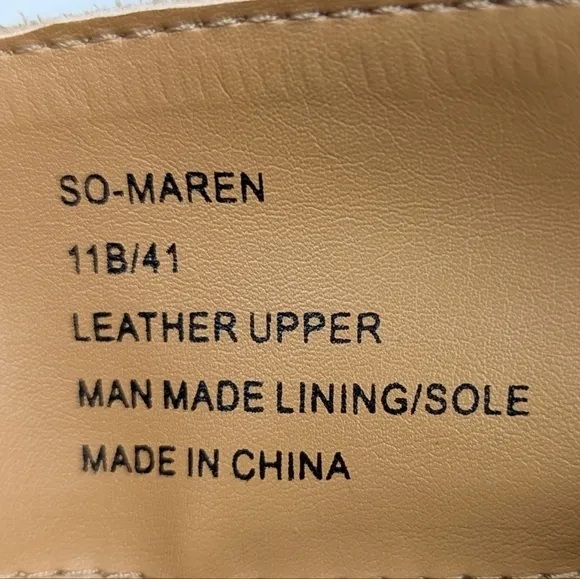 SO-MAREN
11B/41
LEATHER UPPER
MAN MADE LINING/SOLE
MADE IN CHINA